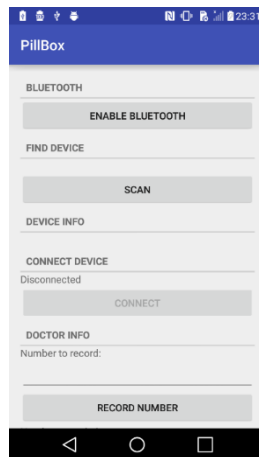 23:31
PillBox
BLUETOOTH
ENABLE BLUETOOTH
FIND DEVICE
SCAN
DEVICE INFO
CONNECT DEVICE
Disconnected
CONNECT
DOCTOR INFO
Number to record:
RECORD NUMBER